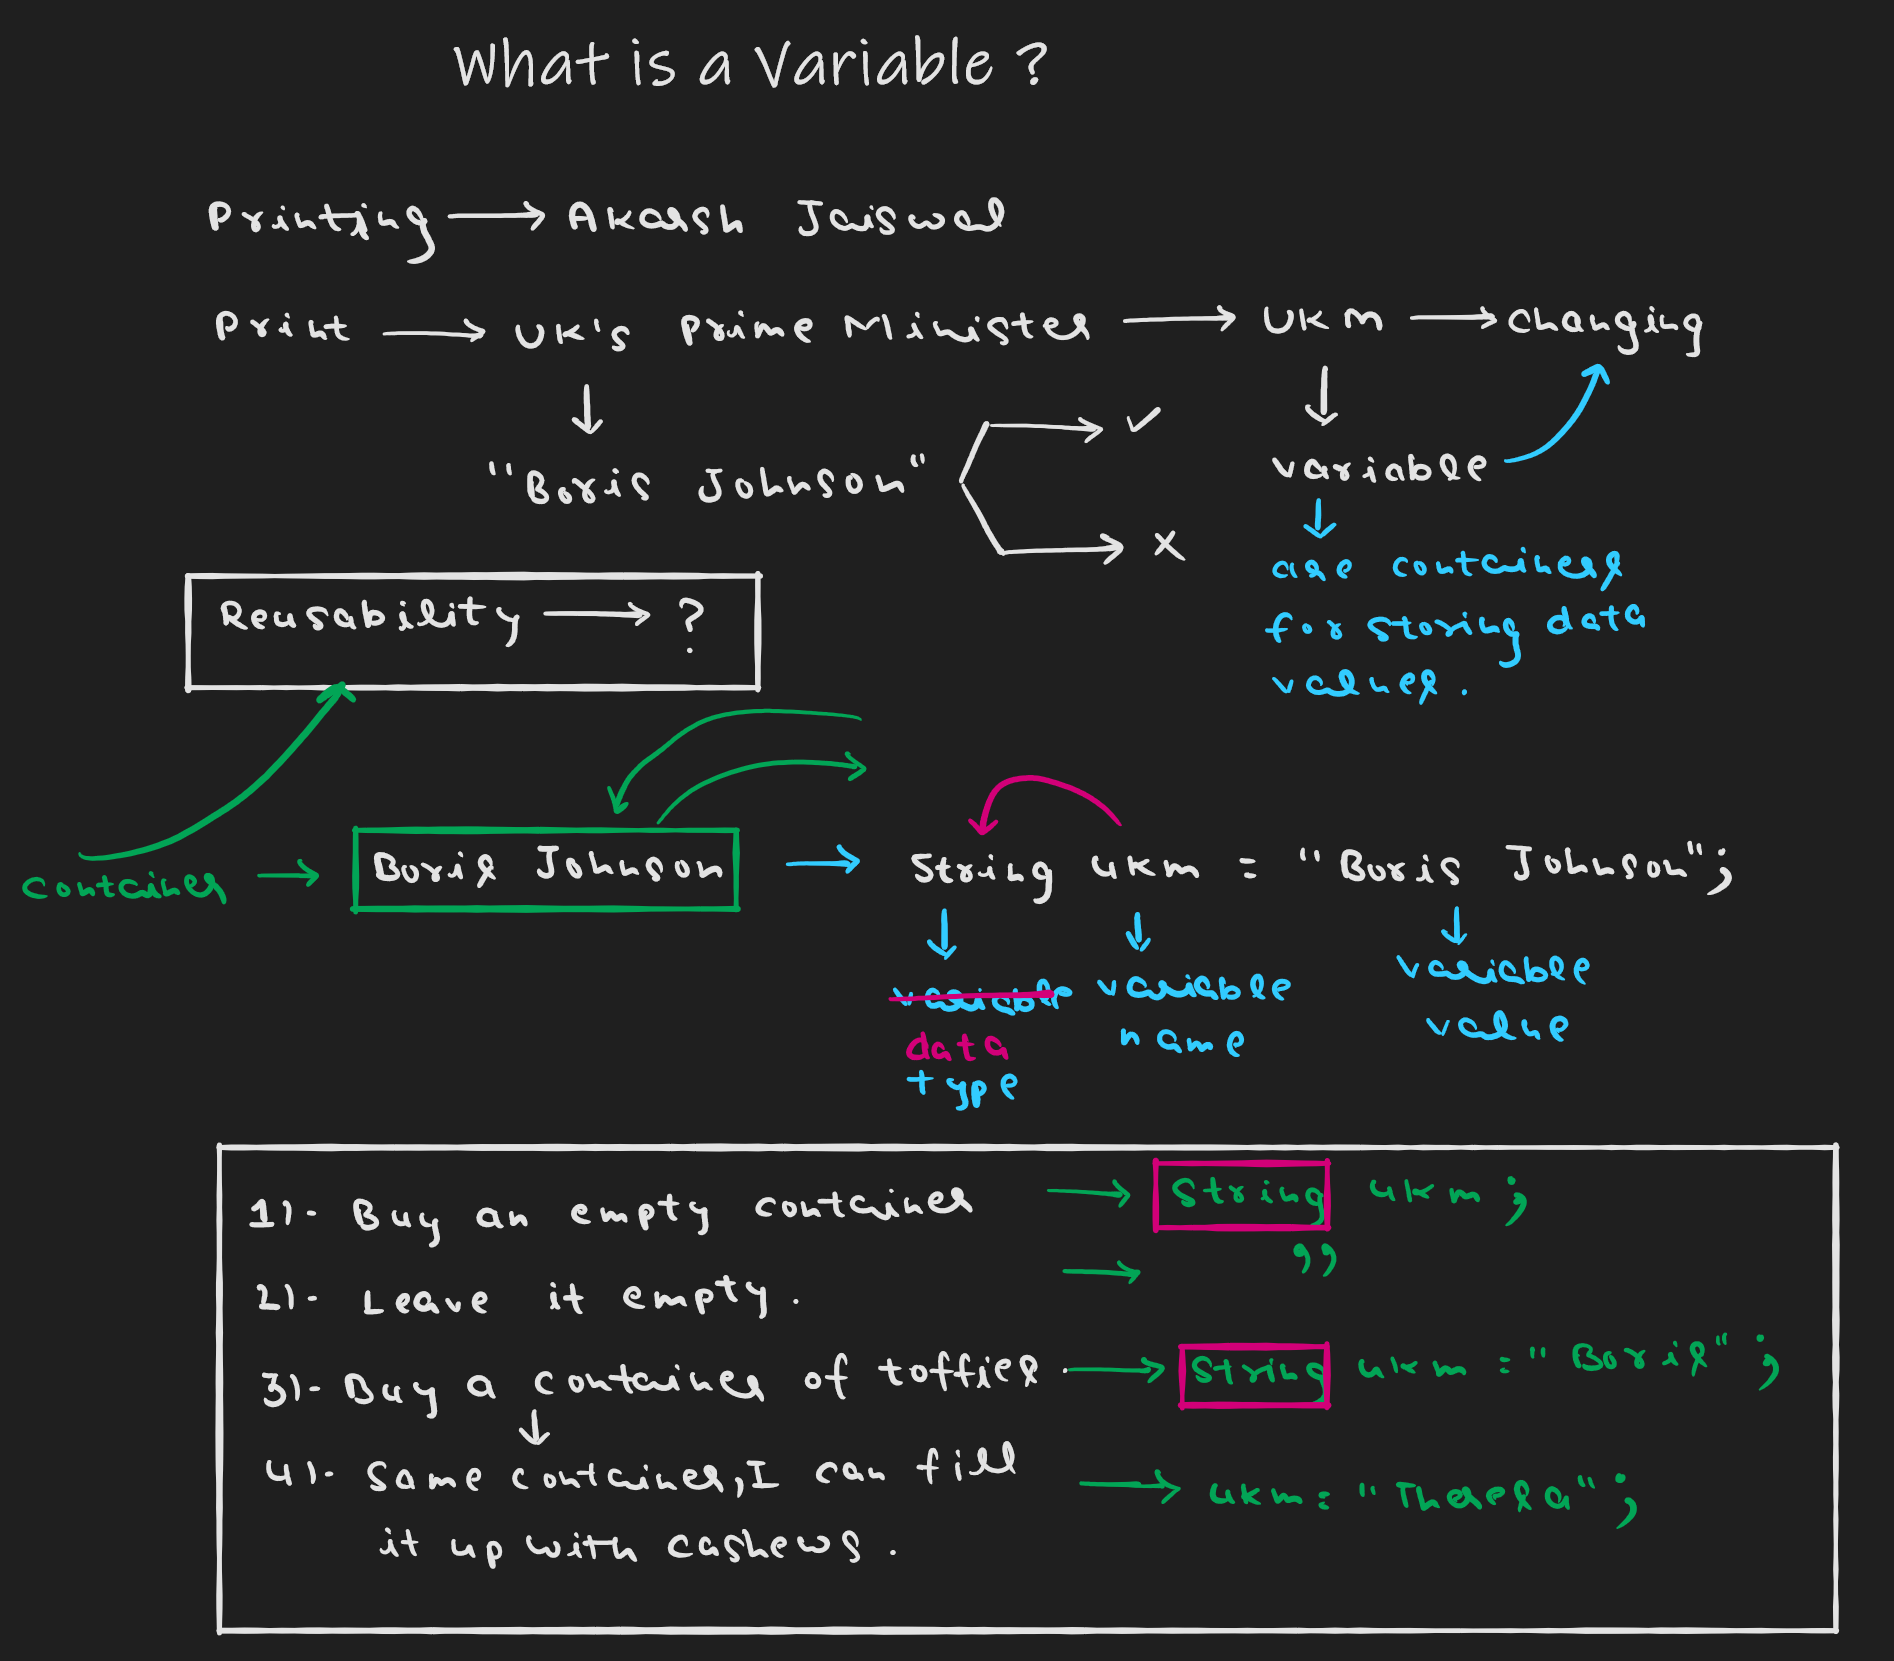 What is a Variable ?
Printing → Akash Jaiswal
Print → UK's Prime Minister → UKM → changing
"Boris Johnson" → ✓
→ x
variable
are containers
for storing data
values.
Reusability → ?
container → Boris Johnson → String ukm = "Boris Johnson";
variable
data
type
variable
name
variable
value
1)- Buy an empty container → String ukm;
2)- Leave it empty. → ,,
3)- Buy a container of toffies. → String ukm = "Boris";
4)- Same container, I can fill → ukm = "Theresa";
it up with cashews.